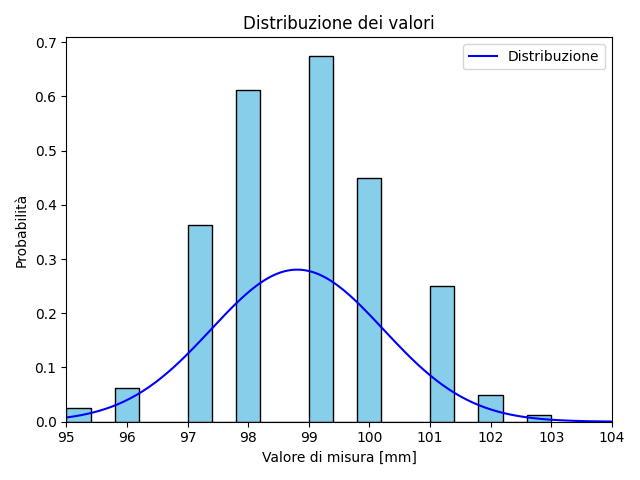 Distribuzione dei valori
Distribuzione
Probabilità
0.7
0.6
0.5
0.4
0.3
0.2
0.1
0.0
95 96 97 98 99 100 101 102 103 104
Valore di misura [mm]